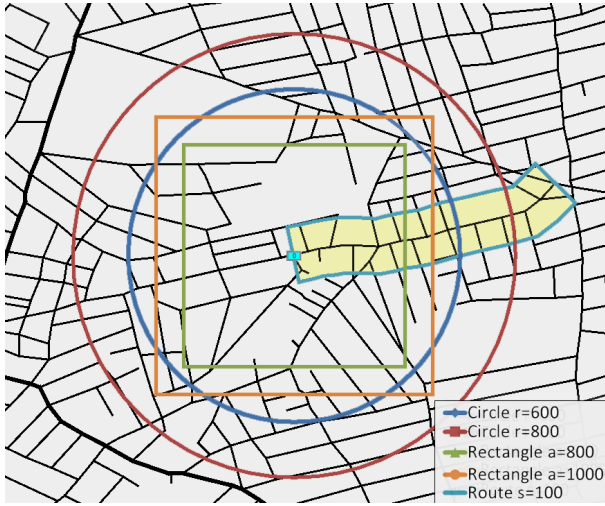 Circle r=600
Circle r=800
Rectangle a=800
Rectangle a=1000
Route s=100